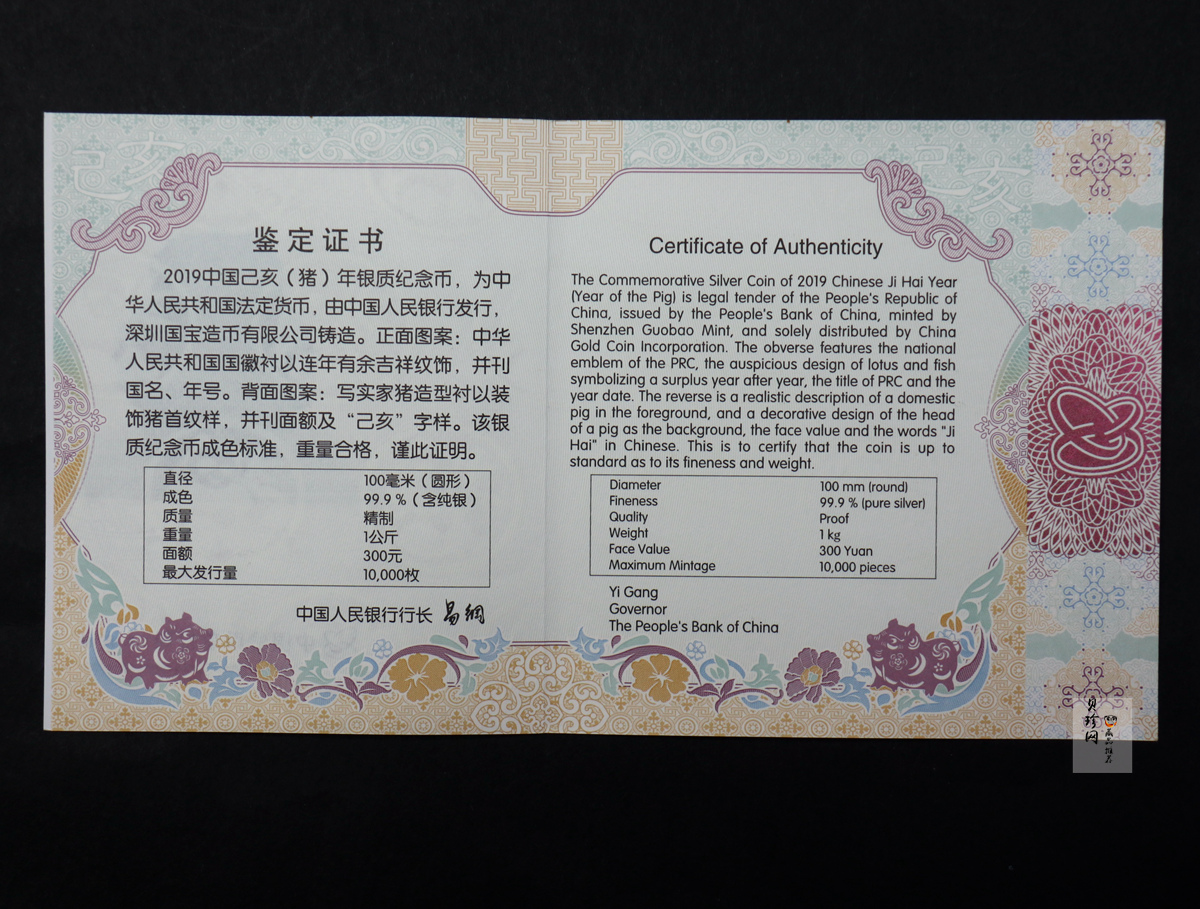 己亥
己亥
鉴定证书
2019中国己亥（猪）年银质纪念币，为中
华人民共和国法定货币，由中国人民银行发行，
深圳国宝造币有限公司铸造。正面图案：中华
人民共和国国徽衬以连年有余吉祥纹饰，并刊
国名、年号。背面图案：写实家猪造型衬以装
饰猪首纹样，并刊面额及“己亥”字样。该银
质纪念币成色标准，重量合格，谨此证明。
直径 100毫米（圆形）
成色 99.9 %（含纯银）
质量 精制
重量 1公斤
面额 300元
最大发行量 10,000枚
中国人民银行行长 易纲
Certificate of Authenticity
The Commemorative Silver Coin of 2019 Chinese Ji Hai Year
(Year of the Pig) is legal tender of the People's Republic of
China, issued by the People's Bank of China, minted by
Shenzhen Guobao Mint, and solely distributed by China
Gold Coin Incorporation. The obverse features the national
emblem of the PRC, the auspicious design of lotus and fish
symbolizing a surplus year after year, the title of PRC and the
year date. The reverse is a realistic description of a domestic
pig in the foreground, and a decorative design of the head
of a pig as the background, the face value and the words "Ji
Hai" in Chinese. This is to certify that the coin is up to
standard as to its fineness and weight.
Diameter 100 mm (round)
Fineness 99.9 % (pure silver)
Quality Proof
Weight 1 kg
Face Value 300 Yuan
Maximum Mintage 10,000 pieces
Yi Gang
Governor
The People's Bank of China
贝珍网